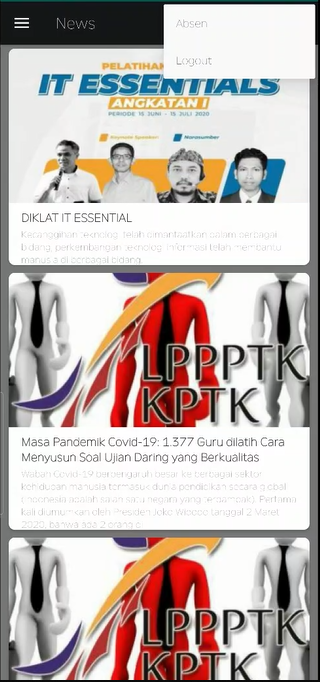 News
Absen
Logout
PELATIHAN
IT ESSENTIALS
ANGKATAN I
PERIODE 15 JUNI - 15 JULI 2020
Keynote Speaker
Narasumber
DIKLAT IT ESSENTIAL
Kecanggihan teknologi telah dimanfaatkan dalam berbagai
bidang, perkembangan teknologi informasi telah membantu
manusia di berbagai bidang.
LPPPTK
KPTK
Masa Pandemik Covid-19: 1.377 Guru dilatih Cara
Menyusun Soal Ujian Daring yang Berkualitas
Wabah Covid-19 berpengaruh besar ke berbagai sektor
kehidupan manusia termasuk dunia pendidikan secara global
(Indonesia adalah salah satu negara yang terdampak). Pertama
kali diumumkan oleh Presiden Joko Widodo tanggal 2 Maret
2020, bahwa ada 2 orang di
LPPPTK
KPTK